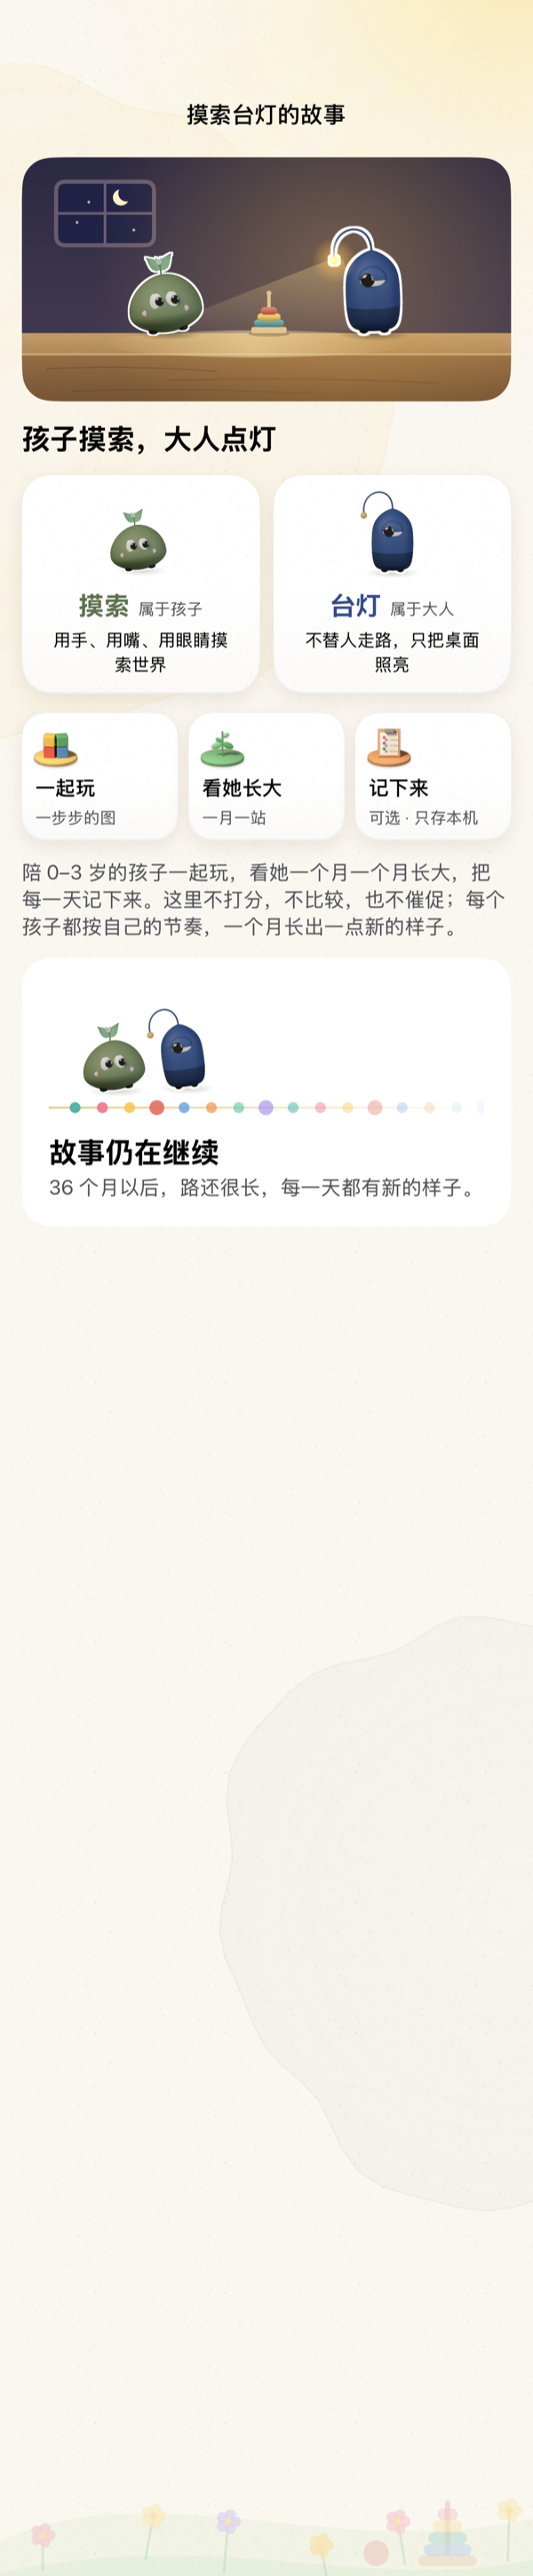 摸索台灯的故事
孩子摸索，大人点灯
摸索 属于孩子
用手、用嘴、用眼睛摸
索世界
台灯 属于大人
不替人走路，只把桌面
照亮
一起玩
一步步的图
看她长大
一月一站
记下来
可选 · 只存本机
陪 0–3 岁的孩子一起玩，看她一个月一个月长大，把
每一天记下来。这里不打分，不比较，也不催促；每个
孩子都按自己的节奏，一个月长出一点新的样子。
故事仍在继续
36 个月以后，路还很长，每一天都有新的样子。